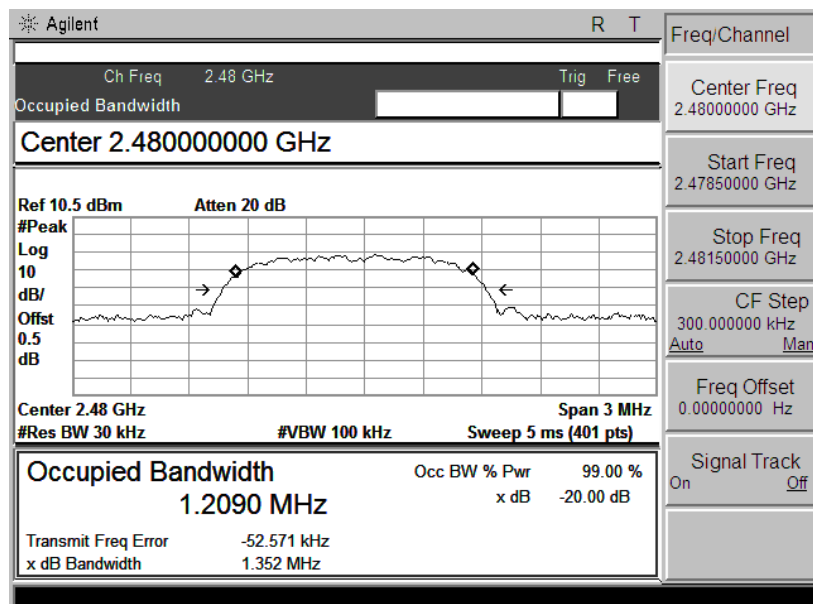 Agilent R T
Freq/Channel
Ch Freq 2.48 GHz Trig Free
Occupied Bandwidth
Center Freq
2.48000000 GHz
Center 2.480000000 GHz
Start Freq
2.47850000 GHz
Ref 10.5 dBm Atten 20 dB
#Peak
Log
10
dB/
Offst
0.5
dB
Stop Freq
2.48150000 GHz
CF Step
300.000000 kHz
Auto Man
Center 2.48 GHz Span 3 MHz
#Res BW 30 kHz #VBW 100 kHz Sweep 5 ms (401 pts)
Freq Offset
0.00000000 Hz
Occupied Bandwidth
1.2090 MHz
Occ BW % Pwr 99.00 %
x dB -20.00 dB
Signal Track
On Off
Transmit Freq Error -52.571 kHz
x dB Bandwidth 1.352 MHz